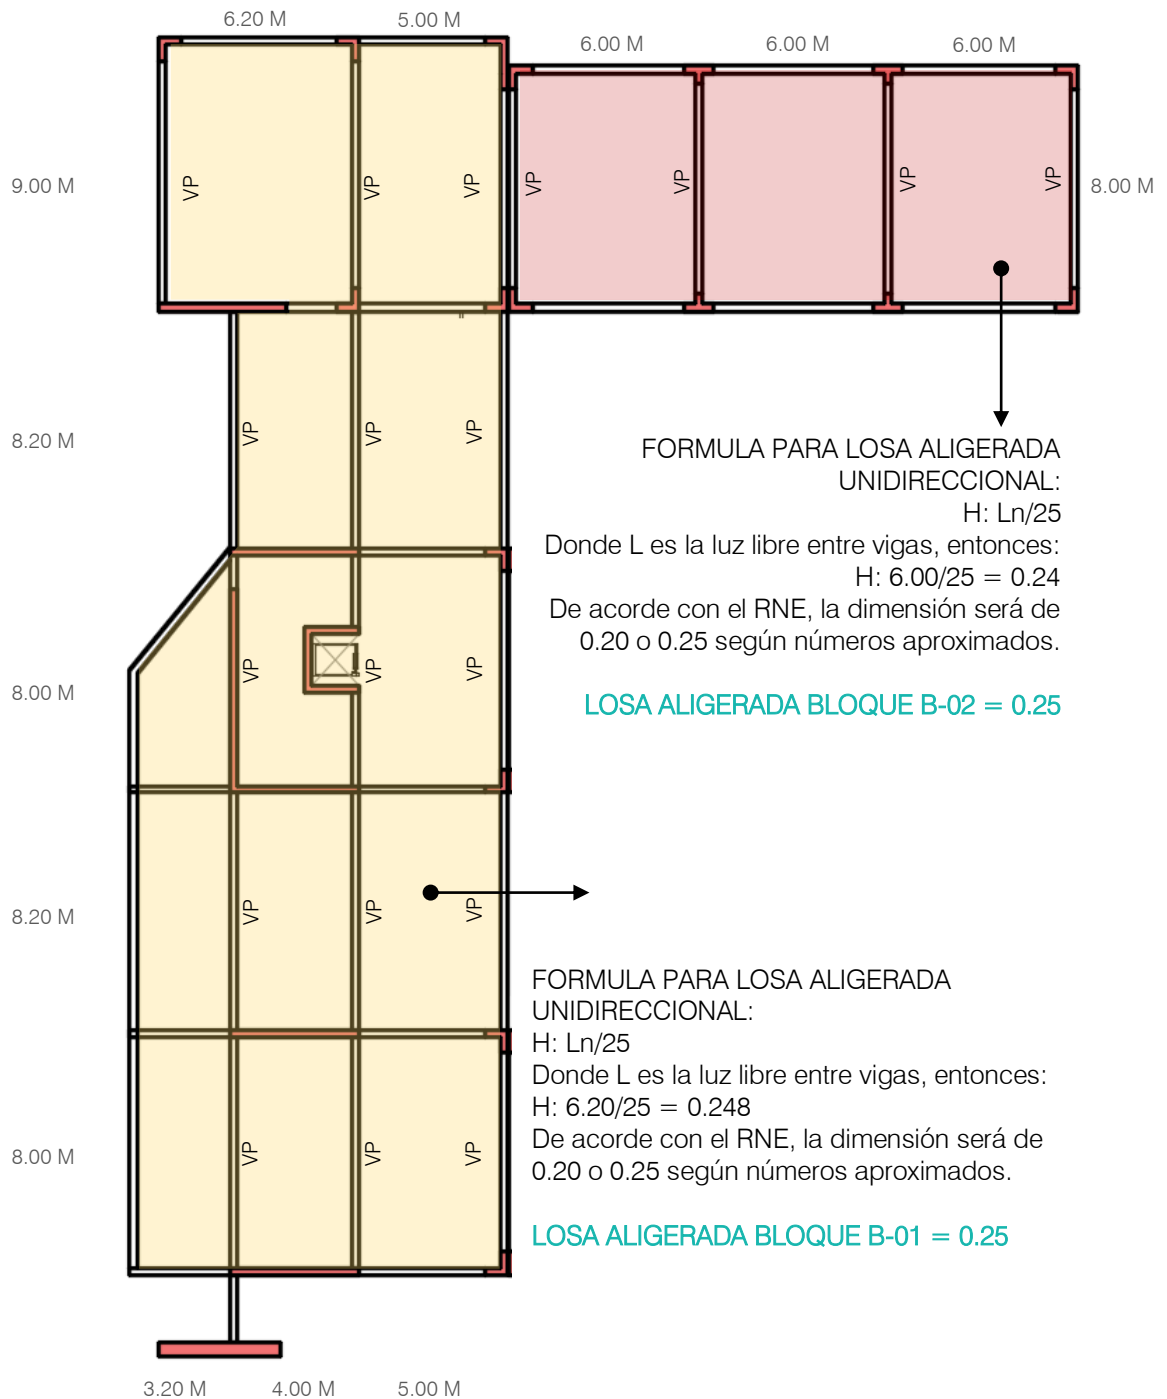 6.20 M
5.00 M
6.00 M
6.00 M
6.00 M
9.00 M
VP
VP
VP
VP
VP
VP
VP
8.00 M
8.20 M
VP
VP
VP
FORMULA PARA LOSA ALIGERADA
UNIDIRECCIONAL:
H: Ln/25
Donde L es la luz libre entre vigas, entonces:
H: 6.00/25 = 0.24
De acorde con el RNE, la dimensión será de
0.20 o 0.25 según números aproximados.
LOSA ALIGERADA BLOQUE B-02 = 0.25
8.00 M
VP
VP
VP
8.20 M
VP
VP
VP
FORMULA PARA LOSA ALIGERADA
UNIDIRECCIONAL:
H: Ln/25
Donde L es la luz libre entre vigas, entonces:
H: 6.20/25 = 0.248
De acorde con el RNE, la dimensión será de
0.20 o 0.25 según números aproximados.
LOSA ALIGERADA BLOQUE B-01 = 0.25
8.00 M
VP
VP
VP
3.20 M
4.00 M
5.00 M